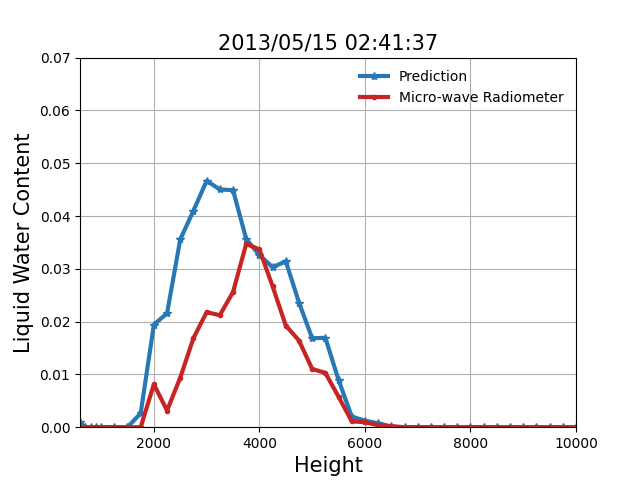 2013/05/15 02:41:37
0.07
0.06
0.05
0.04
0.03
0.02
0.01
0.00
Liquid Water Content
Prediction
Micro-wave Radiometer
2000 4000 6000 8000 10000
Height